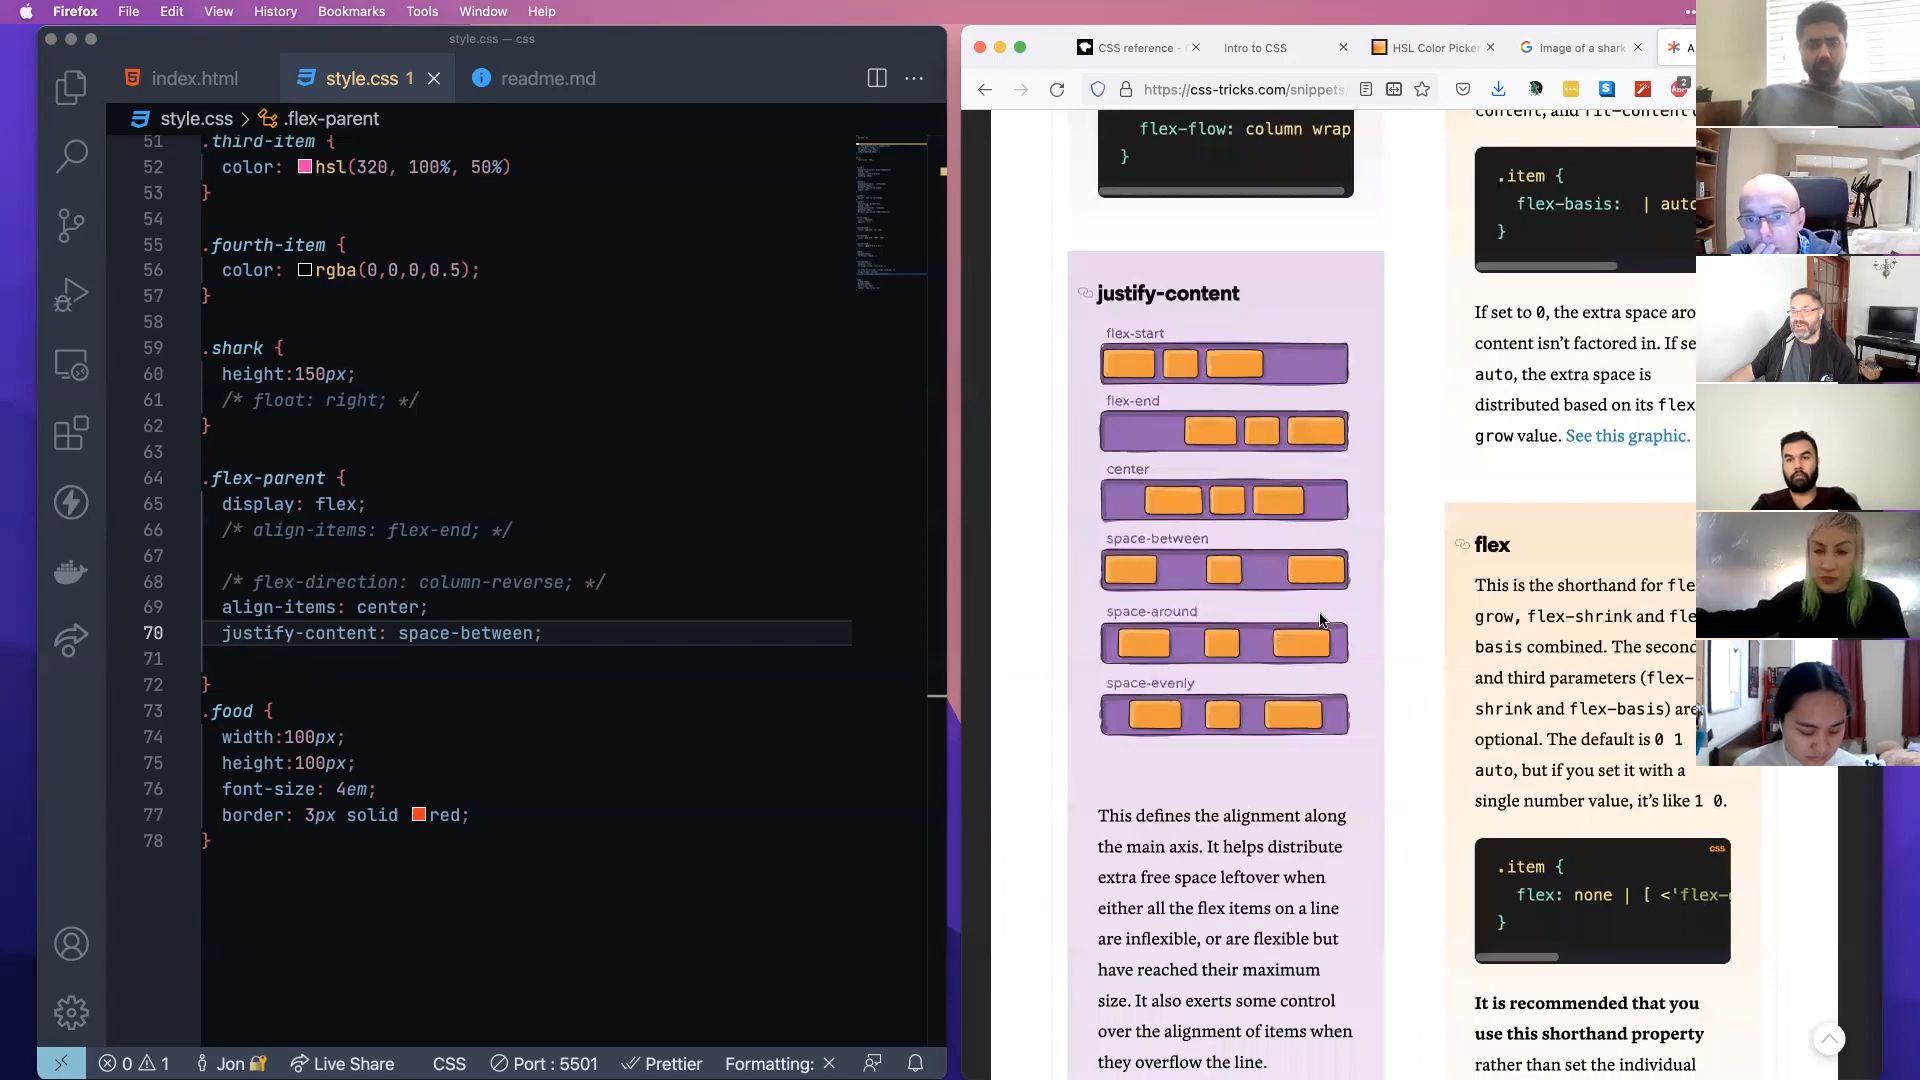 Firefox File Edit View History Bookmarks Tools Window Help
style.css — css
index.html
style.css 1
readme.md
style.css > .flex-parent
51 .third-item {
52 color: hsl(320, 100%, 50%)
53 }
54
55 .fourth-item {
56 color: rgba(0,0,0,0.5);
57 }
58
59 .shark {
60 height:150px;
61 /* float: right; */
62 }
63
64 .flex-parent {
65 display: flex;
66 /* align-items: flex-end; */
67
68 /* flex-direction: column-reverse; */
69 align-items: center;
70 justify-content: space-between;
71
72 }
73 .food {
74 width:100px;
75 height:100px;
76 font-size: 4em;
77 border: 3px solid red;
78 }
0 1 Jon Live Share CSS Port : 5501 Prettier Formatting: ×
CSS reference -
Intro to CSS
HSL Color Picker
image of a shark
A
https://css-tricks.com/snippets/
2
flex-flow: column wrap
}
justify-content
flex-start
flex-end
center
space-between
space-around
space-evenly
This defines the alignment along
the main axis. It helps distribute
extra free space leftover when
either all the flex items on a line
are inflexible, or are flexible but
have reached their maximum
size. It also exerts some control
over the alignment of items when
they overflow the line.
content, and fit-content
.item {
flex-basis: | auto
}
If set to 0, the extra space aro
content isn’t factored in. If se
auto, the extra space is
distributed based on its flex
grow value. See this graphic.
flex
This is the shorthand for fle
grow, flex-shrink and fle
basis combined. The second
and third parameters (flex-
shrink and flex-basis) are
optional. The default is 0 1
auto, but if you set it with a
single number value, it’s like 1 0.
css
.item {
flex: none | [ <'flex-g
}
It is recommended that you
use this shorthand property
rather than set the individual